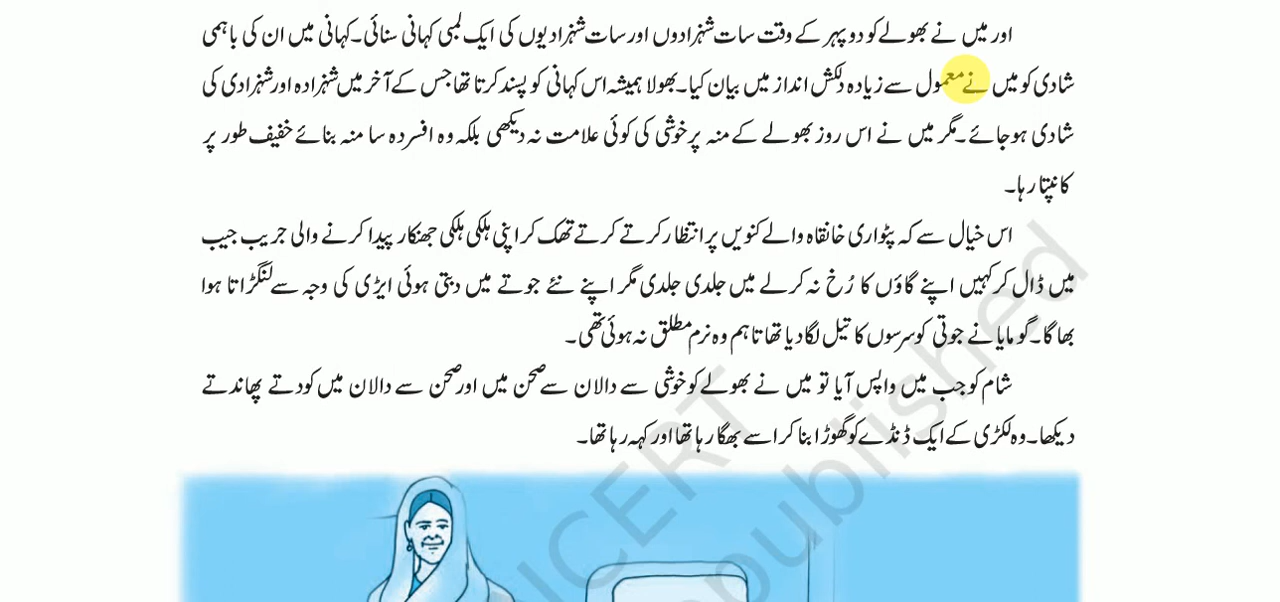 اور میں نے بھولے کو دوپہر کے وقت سات شہزادوں اور سات شہزادیوں کی ایک لمبی کہانی سنائی۔ کہانی میں ان کی باہمی
شادی کو میں نے معمول سے زیادہ دلکش انداز میں بیان کیا۔ بھولا ہمیشہ اس کہانی کو پسند کرتا تھا جس کے آخر میں شہزادہ اور شہزادی کی
شادی ہوجائے۔ مگر میں نے اس روز بھولے کے منہ پر خوشی کی کوئی علامت نہ دیکھی بلکہ وہ افسردہ سا منہ بنائے خفیف طور پر
کانپتا رہا۔
اس خیال سے کہ پٹواری خانقاہ والے کنویں پر انتظار کرتے کرتے تھک کر اپنی ہلکی ہلکی جھنکار پیدا کرنے والی جریب جیب
میں ڈال کر کہیں اپنے گاؤں کا رُخ نہ کرلے میں جلدی جلدی مگر اپنے نئے جوتے میں دبتی ہوئی ایڑی کی وجہ سے لنگڑاتا ہوا
بھاگا۔ گو مایا نے جوتی کو سرسوں کا تیل لگا دیا تھا تاہم وہ نرم مطلق نہ ہوئی تھی۔
شام کو جب میں واپس آیا تو میں نے بھولے کو خوشی سے دالان سے صحن میں اور صحن سے دالان میں کودتے پھاندتے
دیکھا۔ وہ لکڑی کے ایک ڈنڈے کو گھوڑا بنا کر اسے بھگا رہا تھا اور کہہ رہا تھا۔
NCERT
republished